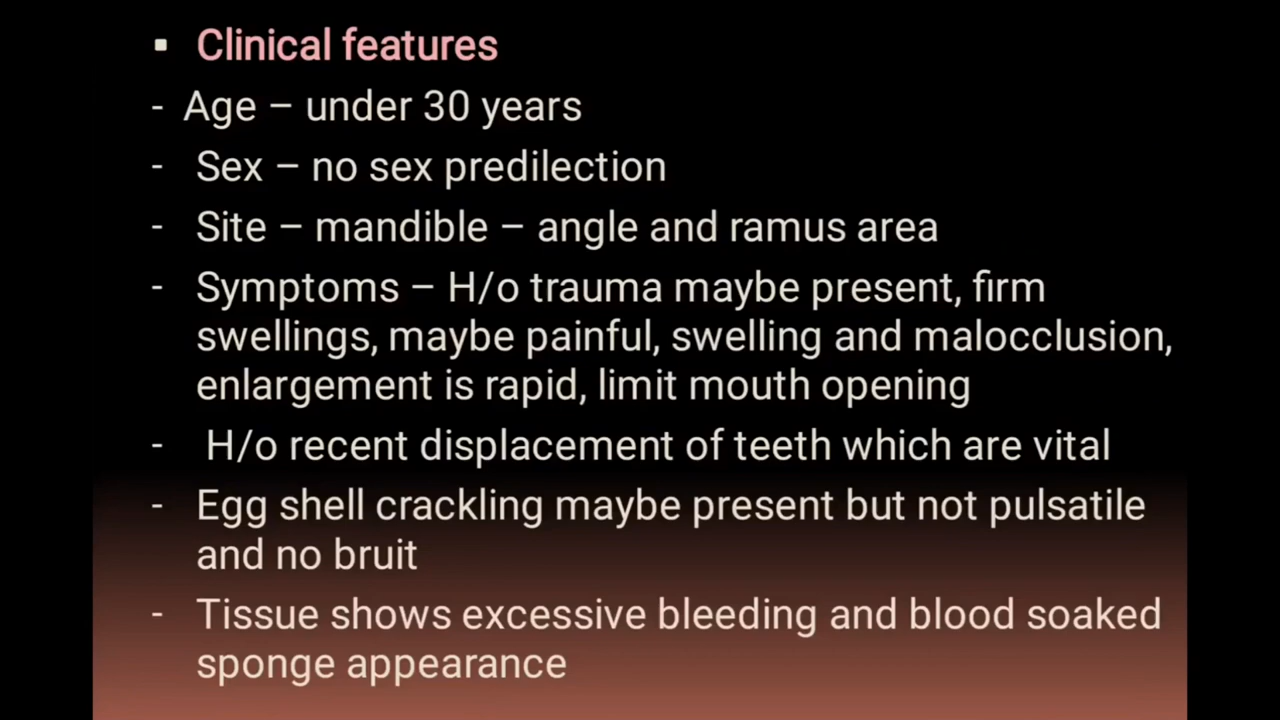 ▪ Clinical features
- Age – under 30 years
- Sex – no sex predilection
- Site – mandible – angle and ramus area
- Symptoms – H/o trauma maybe present, firm
swellings, maybe painful, swelling and malocclusion,
enlargement is rapid, limit mouth opening
- H/o recent displacement of teeth which are vital
- Egg shell crackling maybe present but not pulsatile
and no bruit
- Tissue shows excessive bleeding and blood soaked
sponge appearance